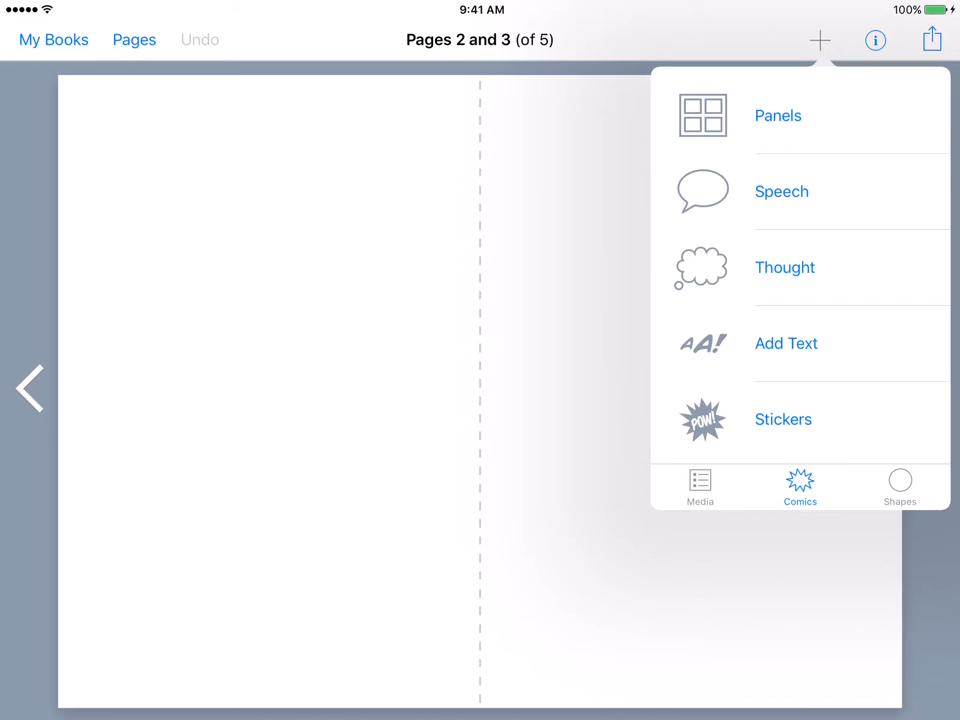 9:41 AM
100%
My Books
Pages
Undo
Pages 2 and 3 (of 5)
Panels
Speech
Thought
AA!
Add Text
POW!
Stickers
Media
Comics
Shapes